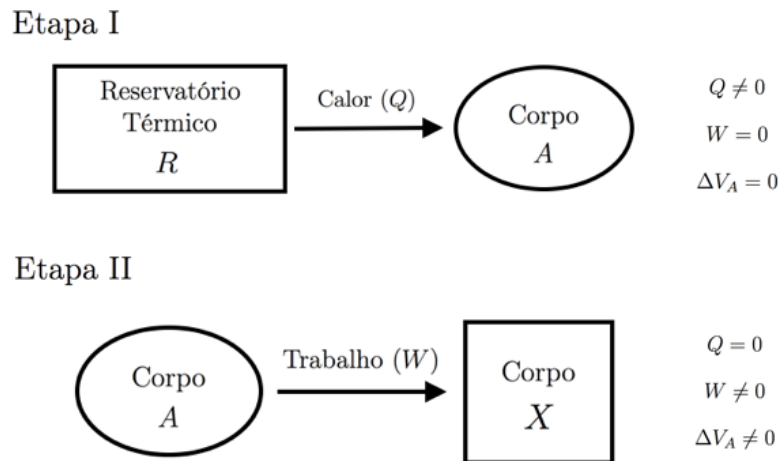 Etapa I
Reservatório
Térmico
R
Calor (Q)
Corpo
A
Q ≠ 0
W = 0
ΔV_A = 0
Etapa II
Corpo
A
Trabalho (W)
Corpo
X
Q = 0
W ≠ 0
ΔV_A ≠ 0